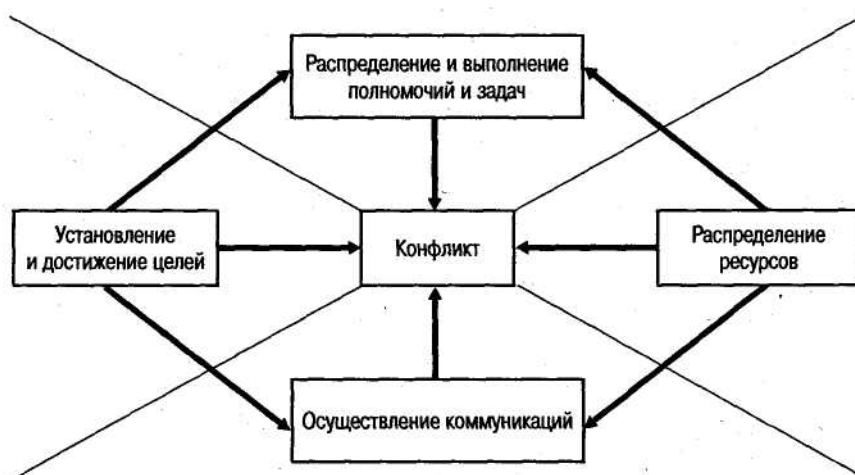 Распределение и выполнение
полномочий и задач
Установление
и достижение целей
Конфликт
Распределение
ресурсов
Осуществление коммуникаций